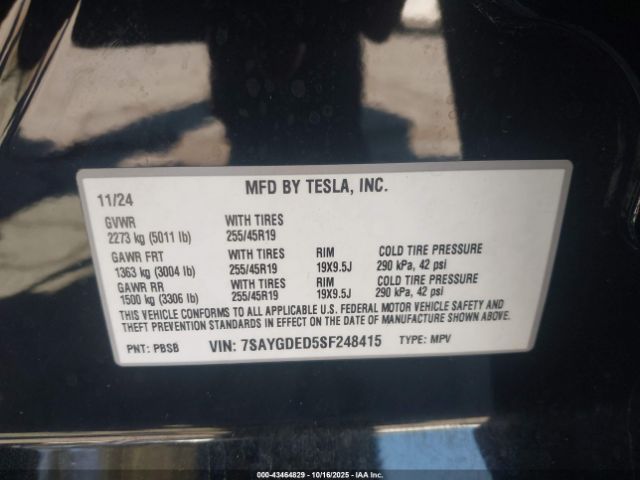 MFD BY TESLA, INC.
11/24
GVWR WITH TIRES
2273 kg (5011 lb) 255/45R19
GAWR FRT WITH TIRES RIM COLD TIRE PRESSURE
1363 kg (3004 lb) 255/45R19 19X9.5J 290 kPa, 42 psi
GAWR RR WITH TIRES RIM COLD TIRE PRESSURE
1500 kg (3306 lb) 255/45R19 19X9.5J 290 kPa, 42 psi
THIS VEHICLE CONFORMS TO ALL APPLICABLE U.S. FEDERAL MOTOR VEHICLE SAFETY AND
THEFT PREVENTION STANDARDS IN EFFECT ON THE DATE OF MANUFACTURE SHOWN ABOVE.
PNT: PBSB VIN: 7SAYGDED5SF248415 TYPE: MPV
000-43464829 - 10/16/2025 - IAA Inc.